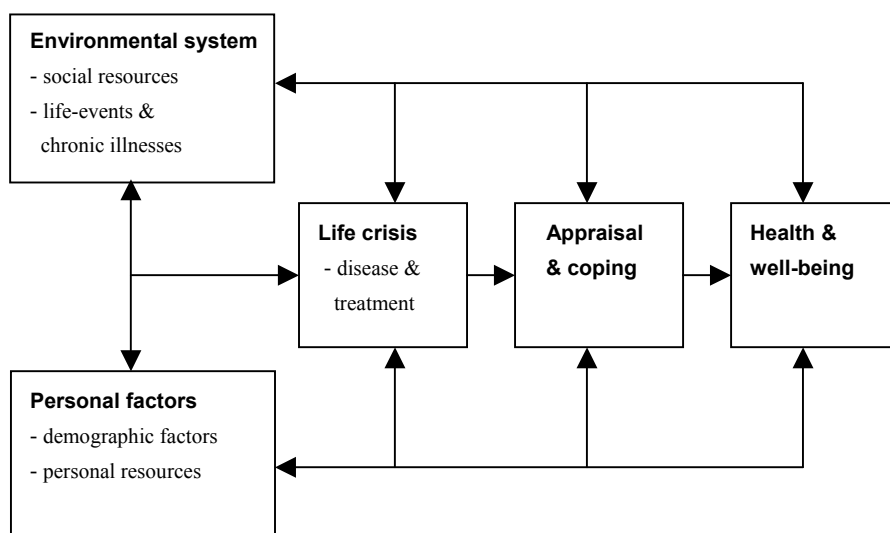 Environmental system
- social resources
- life-events &
chronic illnesses
Life crisis
- disease &
treatment
Appraisal
& coping
Health &
well-being
Personal factors
- demographic factors
- personal resources